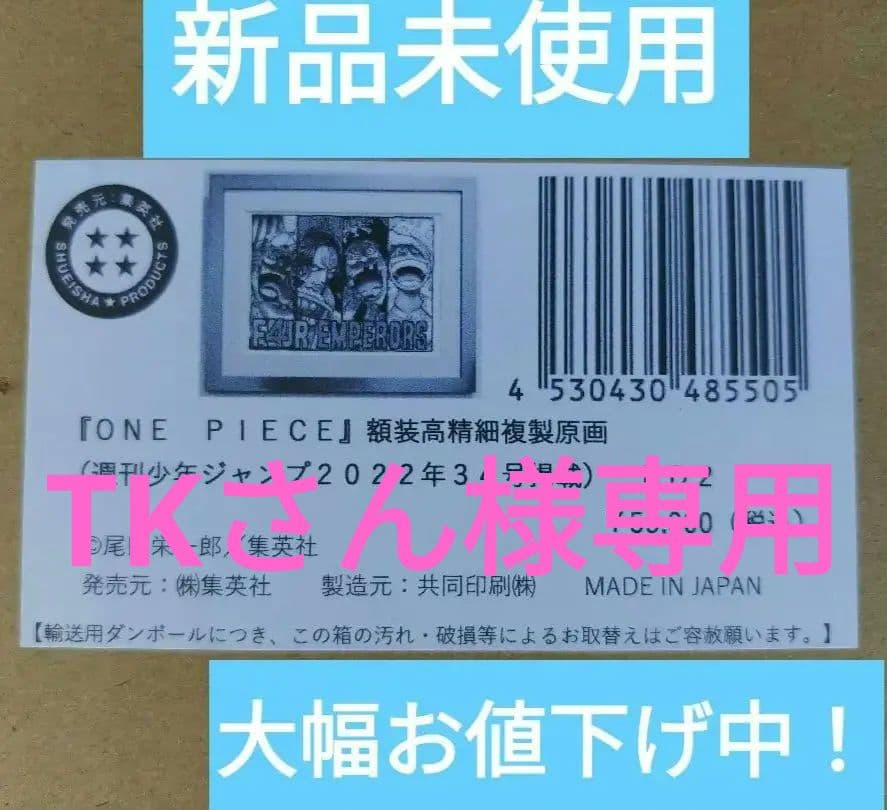 新品未使用
発売元:集英社
SHUEISHA★PRODUCTS
FOUR EMPERORS
4 530430 485505
『ONE PIECE』額装高精細複製原画
(週刊少年ジャンプ2022年34号掲載)
TKさん様専用
©尾田栄一郎/集英社
発売元:㈱集英社 製造元:共同印刷㈱ MADE IN JAPAN
【輸送用ダンボールにつき、この箱の汚れ・破損等によるお取替えはご容赦願います。】
大幅お値下げ中!